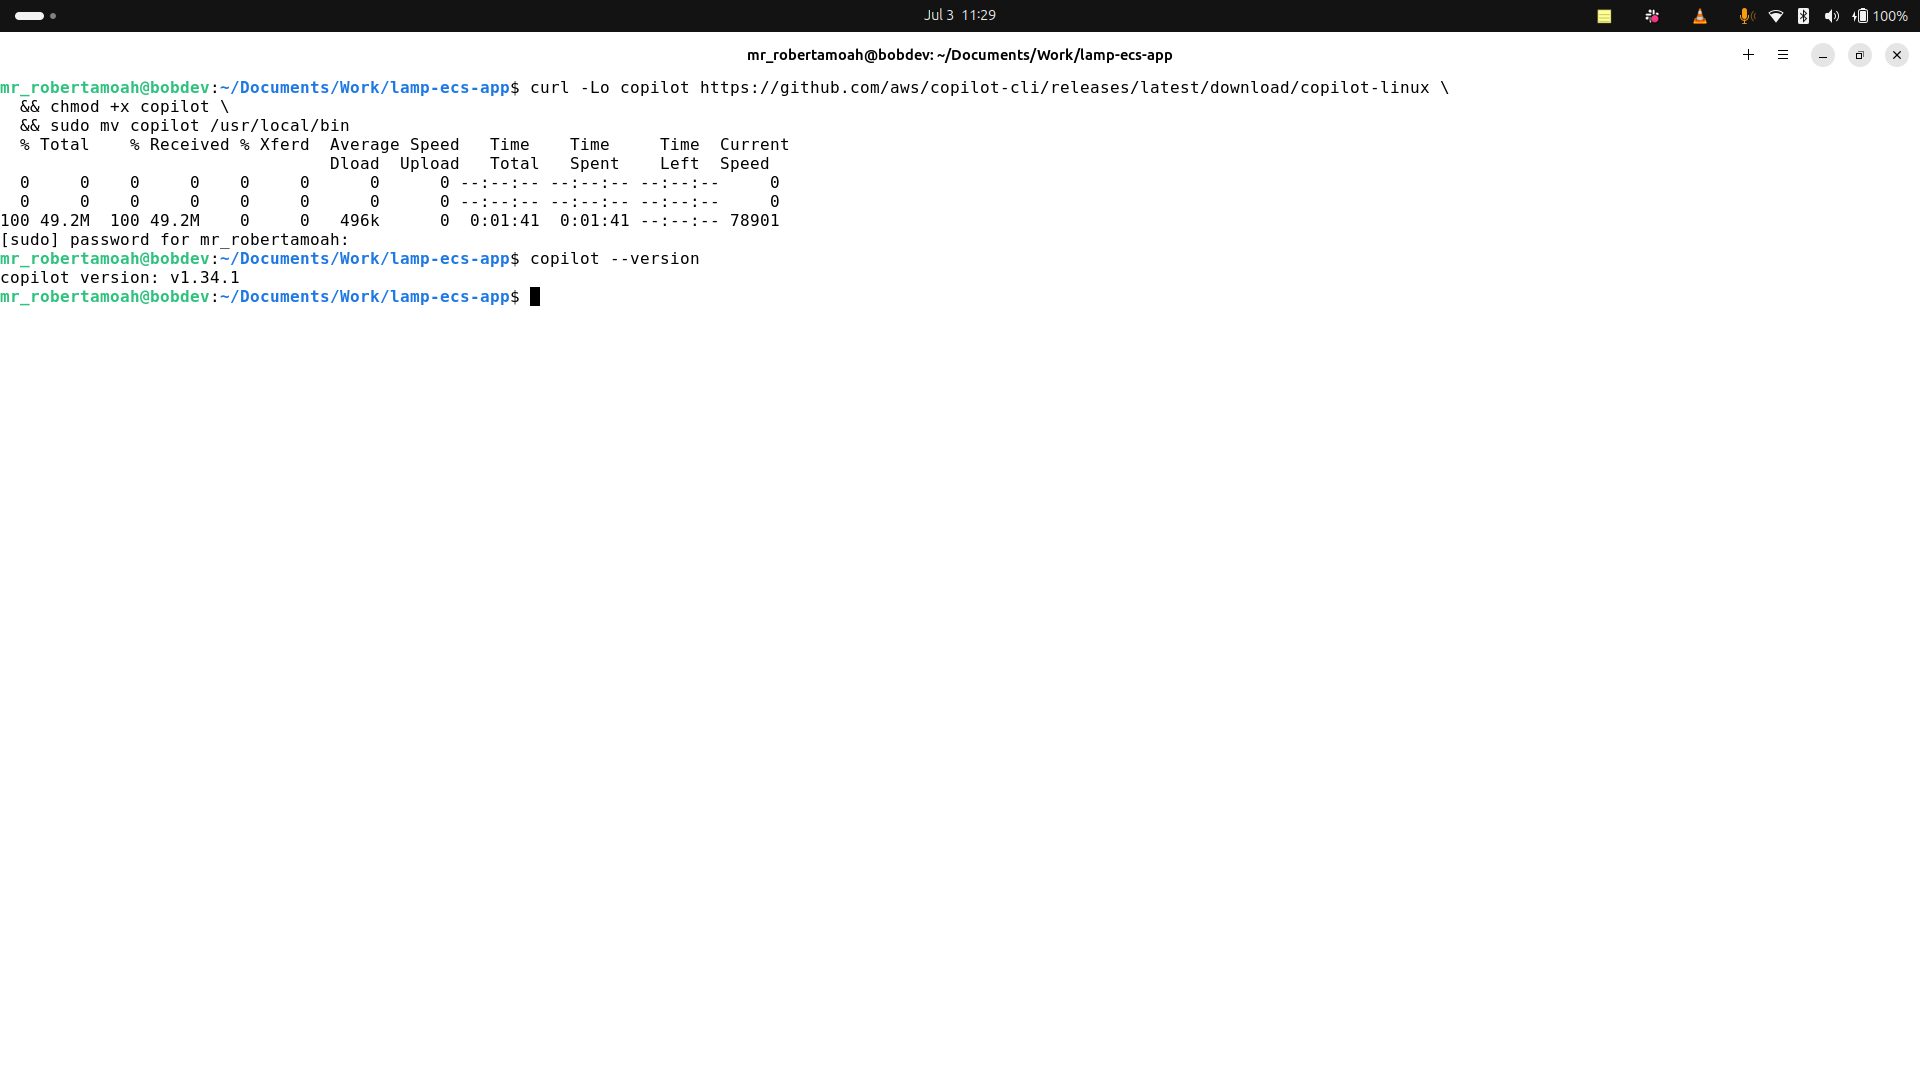 Jul 3 11:29
100%
mr_robertamoah@bobdev: ~/Documents/Work/lamp-ecs-app
mr_robertamoah@bobdev:~/Documents/Work/lamp-ecs-app$ curl -Lo copilot https://github.com/aws/copilot-cli/releases/latest/download/copilot-linux \
  && chmod +x copilot \
  && sudo mv copilot /usr/local/bin
  % Total    % Received % Xferd  Average Speed   Time    Time     Time  Current
                                 Dload  Upload   Total   Spent    Left  Speed
  0     0    0     0    0     0      0      0 --:--:-- --:--:-- --:--:--     0
  0     0    0     0    0     0      0      0 --:--:-- --:--:-- --:--:--     0
100 49.2M  100 49.2M    0     0   496k      0  0:01:41  0:01:41 --:--:-- 78901
[sudo] password for mr_robertamoah:
mr_robertamoah@bobdev:~/Documents/Work/lamp-ecs-app$ copilot --version
copilot version: v1.34.1
mr_robertamoah@bobdev:~/Documents/Work/lamp-ecs-app$